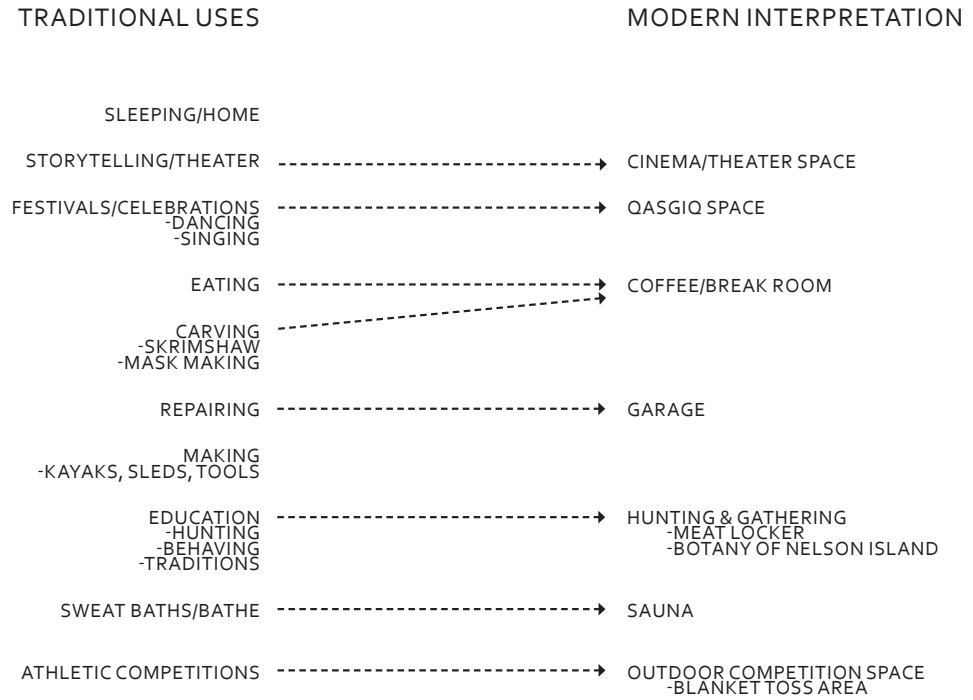 TRADITIONAL USES
MODERN INTERPRETATION
SLEEPING/HOME
STORYTELLING/THEATER
CINEMA/THEATER SPACE
FESTIVALS/CELEBRATIONS
-DANCING
-SINGING
QASGIQ SPACE
EATING
COFFEE/BREAK ROOM
CARVING
-SKRIMSHAW
-MASK MAKING
REPAIRING
GARAGE
MAKING
-KAYAKS, SLEDS, TOOLS
EDUCATION
-HUNTING
-BEHAVING
-TRADITIONS
HUNTING & GATHERING
-MEAT LOCKER
-BOTANY OF NELSON ISLAND
SWEAT BATHS/BATHE
SAUNA
ATHLETIC COMPETITIONS
OUTDOOR COMPETITION SPACE
-BLANKET TOSS AREA